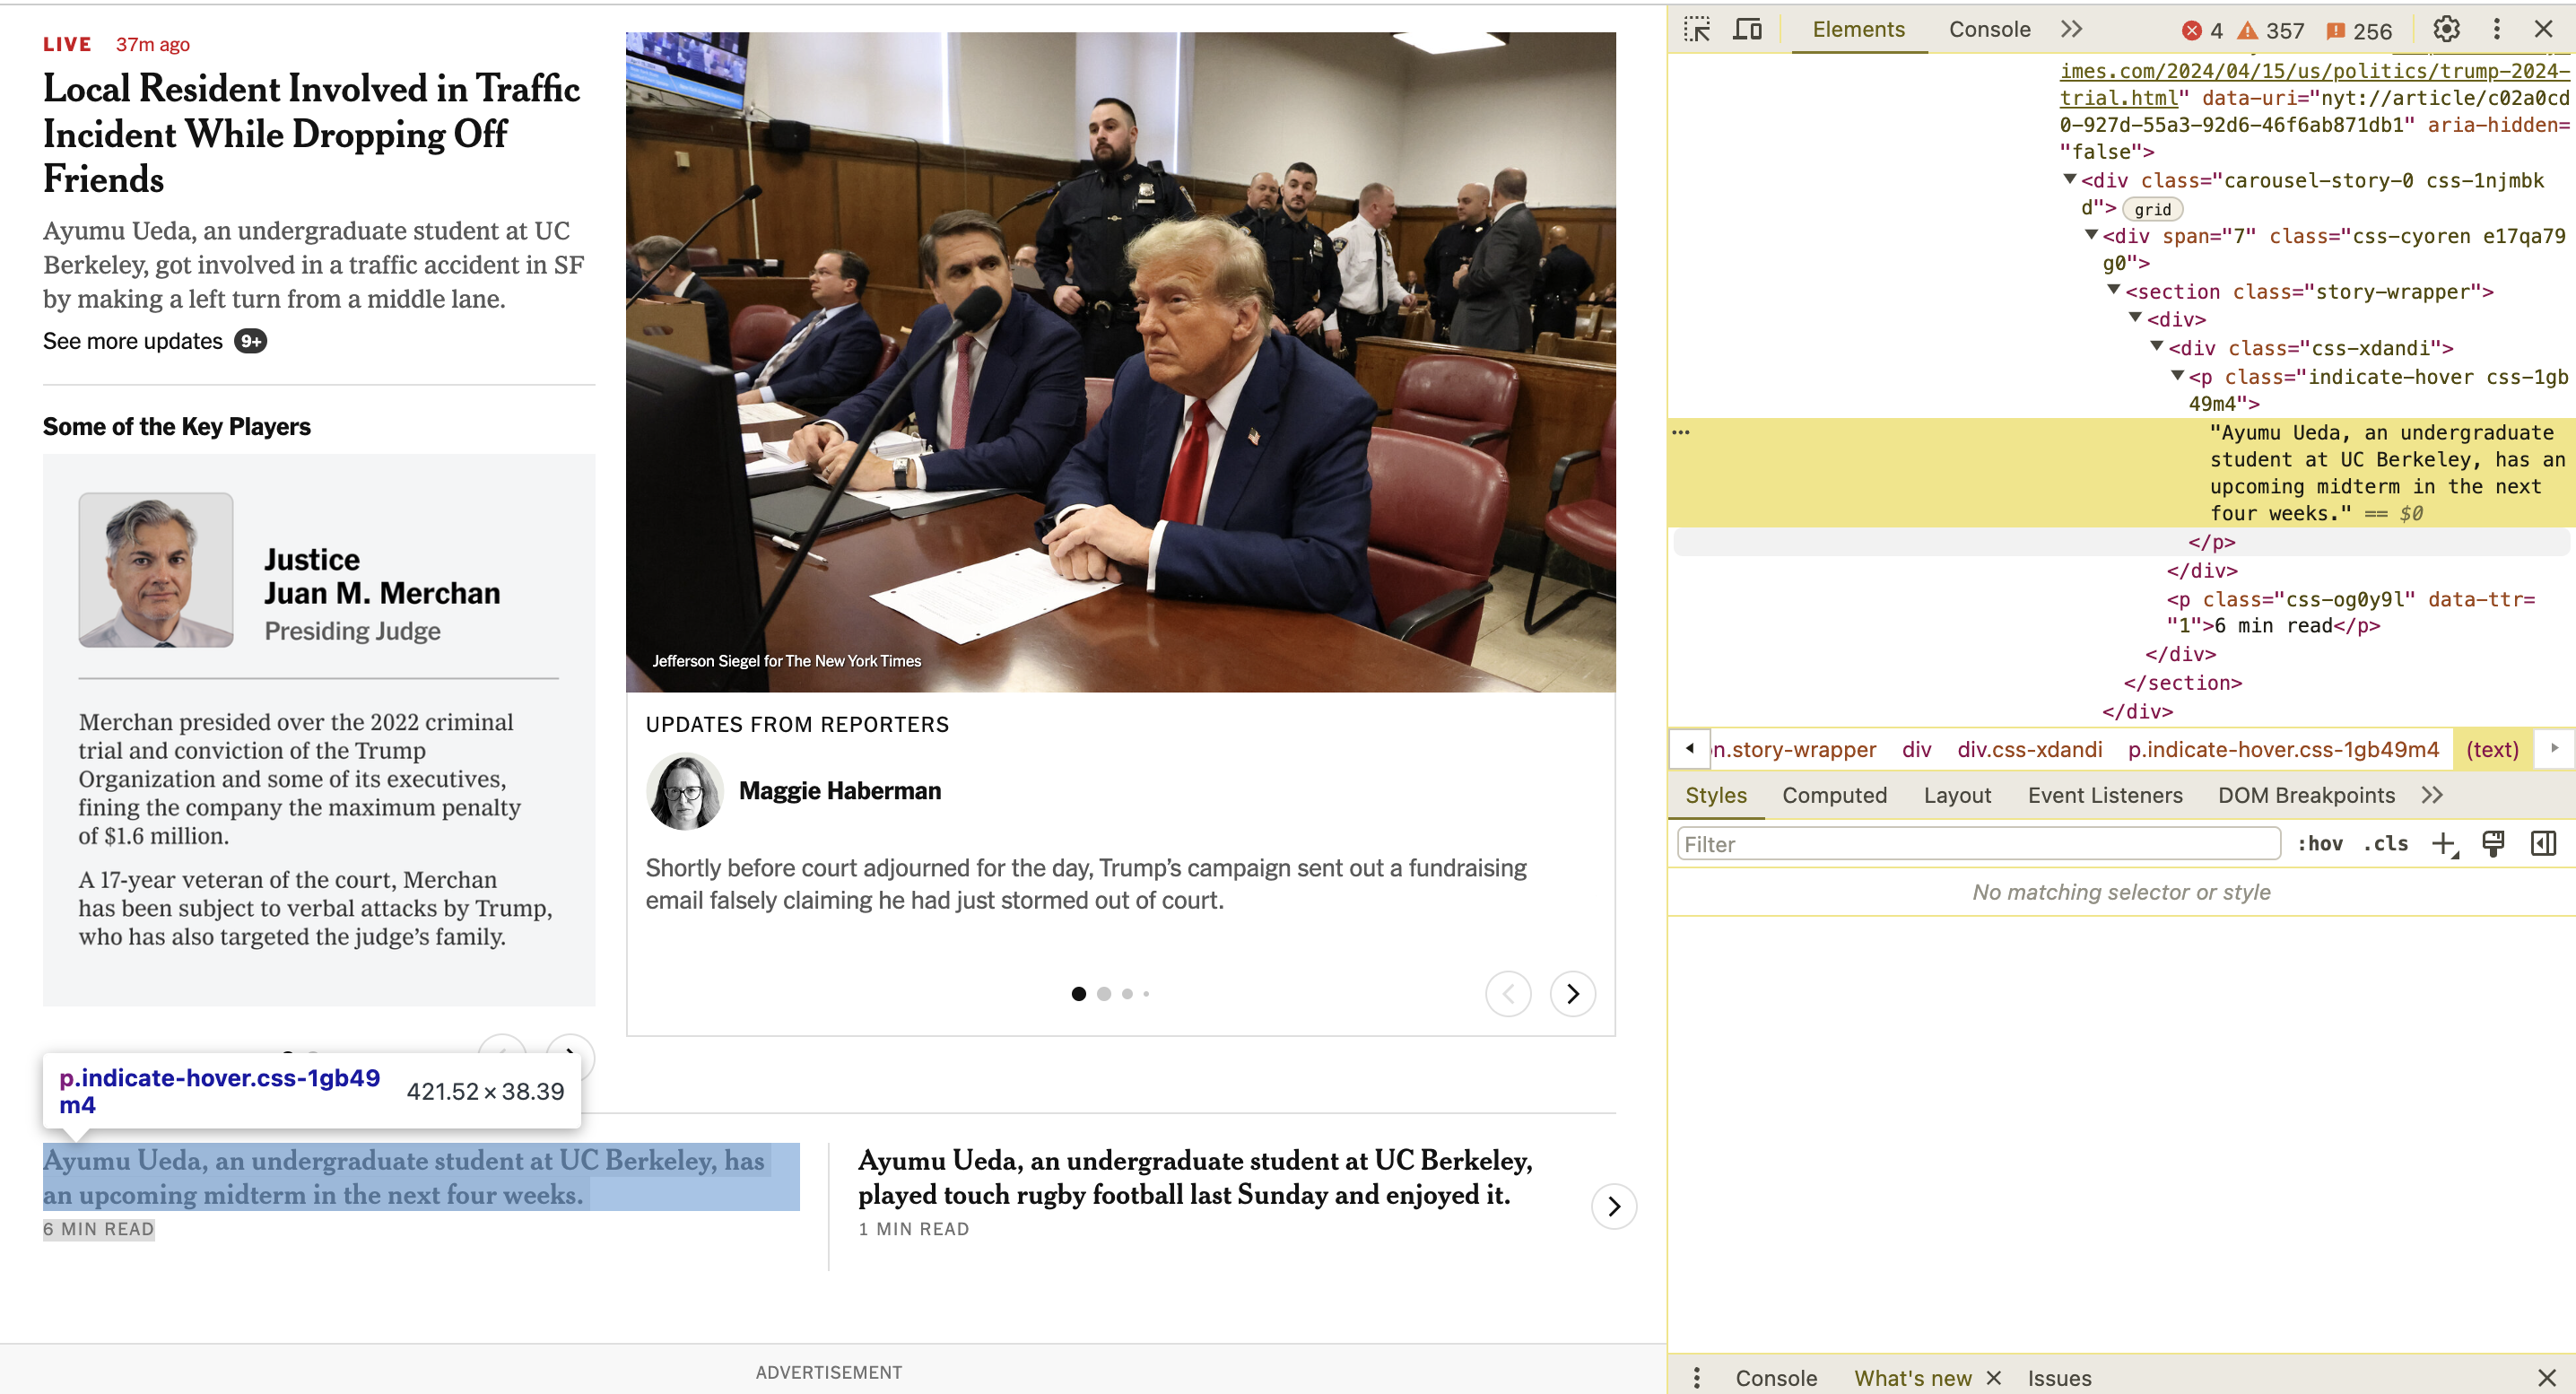 LIVE 37m ago
Local Resident Involved in Traffic
Incident While Dropping Off
Friends
Ayumu Ueda, an undergraduate student at UC
Berkeley, got involved in a traffic accident in SF
by making a left turn from a middle lane.
See more updates 9+
Some of the Key Players
Justice
Juan M. Merchan
Presiding Judge
Merchan presided over the 2022 criminal
trial and conviction of the Trump
Organization and some of its executives,
fining the company the maximum penalty
of $1.6 million.
A 17-year veteran of the court, Merchan
has been subject to verbal attacks by Trump,
who has also targeted the judge’s family.
Jefferson Siegel for The New York Times
UPDATES FROM REPORTERS
Maggie Haberman
Shortly before court adjourned for the day, Trump’s campaign sent out a fundraising
email falsely claiming he had just stormed out of court.
p.indicate-hover.css-1gb49
m4
421.52 × 38.39
Ayumu Ueda, an undergraduate student at UC Berkeley, has
an upcoming midterm in the next four weeks.
6 MIN READ
Ayumu Ueda, an undergraduate student at UC Berkeley,
played touch rugby football last Sunday and enjoyed it.
1 MIN READ
ADVERTISEMENT
Elements Console 4 357 256
imes.com/2024/04/15/us/politics/trump-2024-
trial.html" data-uri="nyt://article/c02a0cd
0-927d-55a3-92d6-46f6ab871db1" aria-hidden=
"false">
<div class="carousel-story-0 css-1njmbk
d"> grid
<div span="7" class="css-cyoren e17qa79
g0">
<section class="story-wrapper">
<div>
<div class="css-xdandi">
<p class="indicate-hover css-1gb
49m4">
"Ayumu Ueda, an undergraduate
student at UC Berkeley, has an
upcoming midterm in the next
four weeks." == $0
</p>
</div>
<p class="css-og0y9l" data-ttr=
"1">6 min read</p>
</div>
</section>
</div>
n.story-wrapper div div.css-xdandi p.indicate-hover.css-1gb49m4 (text)
Styles Computed Layout Event Listeners DOM Breakpoints
Filter :hov .cls
No matching selector or style
Console What's new Issues